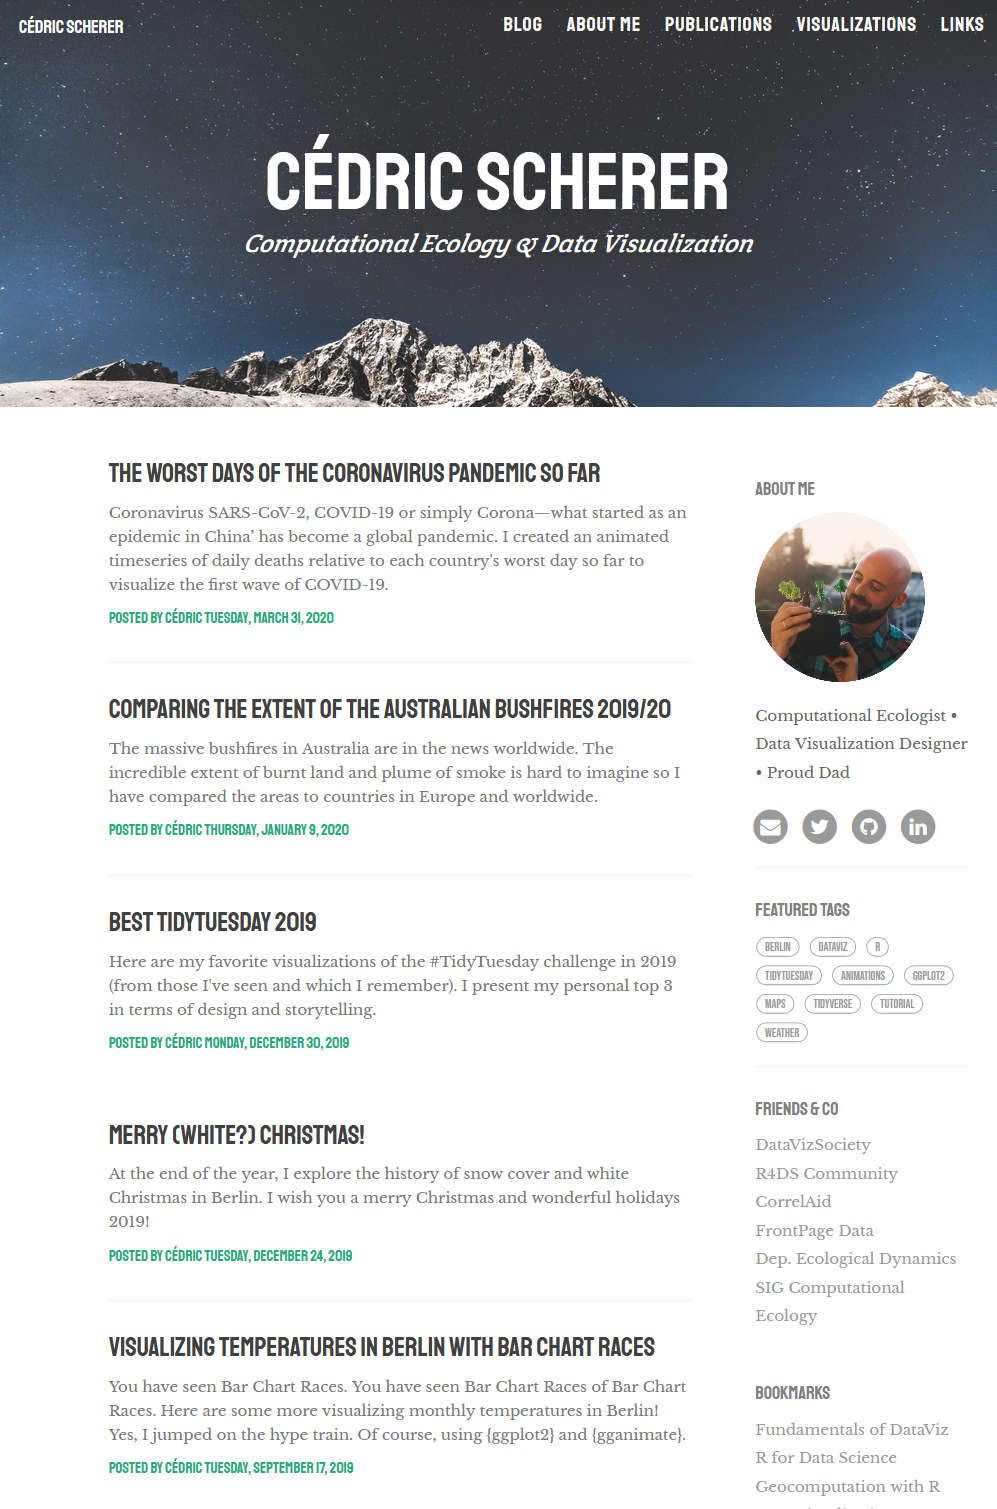 CÉDRIC SCHERER
BLOG ABOUT ME PUBLICATIONS VISUALIZATIONS LINKS
CÉDRIC SCHERER
Computational Ecology & Data Visualization
THE WORST DAYS OF THE CORONAVIRUS PANDEMIC SO FAR
Coronavirus SARS-CoV-2, COVID-19 or simply Corona—what started as an
epidemic in China’ has become a global pandemic. I created an animated
timeseries of daily deaths relative to each country's worst day so far to
visualize the first wave of COVID-19.
POSTED BY CÉDRIC TUESDAY, MARCH 31, 2020
COMPARING THE EXTENT OF THE AUSTRALIAN BUSHFIRES 2019/20
The massive bushfires in Australia are in the news worldwide. The
incredible extent of burnt land and plume of smoke is hard to imagine so I
have compared the areas to countries in Europe and worldwide.
POSTED BY CÉDRIC THURSDAY, JANUARY 9, 2020
BEST TIDYTUESDAY 2019
Here are my favorite visualizations of the #TidyTuesday challenge in 2019
(from those I've seen and which I remember). I present my personal top 3
in terms of design and storytelling.
POSTED BY CÉDRIC MONDAY, DECEMBER 30, 2019
MERRY (WHITE?) CHRISTMAS!
At the end of the year, I explore the history of snow cover and white
Christmas in Berlin. I wish you a merry Christmas and wonderful holidays
2019!
POSTED BY CÉDRIC TUESDAY, DECEMBER 24, 2019
VISUALIZING TEMPERATURES IN BERLIN WITH BAR CHART RACES
You have seen Bar Chart Races. You have seen Bar Chart Races of Bar Chart
Races. Here are some more visualizing monthly temperatures in Berlin!
Yes, I jumped on the hype train. Of course, using {ggplot2} and {gganimate}.
POSTED BY CÉDRIC TUESDAY, SEPTEMBER 17, 2019
ABOUT ME
Computational Ecologist •
Data Visualization Designer
• Proud Dad
in
FEATURED TAGS
BERLIN DATAVIZ R
TIDYTUESDAY ANIMATIONS GGPLOT2
MAPS TIDYVERSE TUTORIAL
WEATHER
FRIENDS & CO
DataVizSociety
R4DS Community
CorrelAid
FrontPage Data
Dep. Ecological Dynamics
SIG Computational
Ecology
BOOKMARKS
Fundamentals of DataViz
R for Data Science
Geocomputation with R